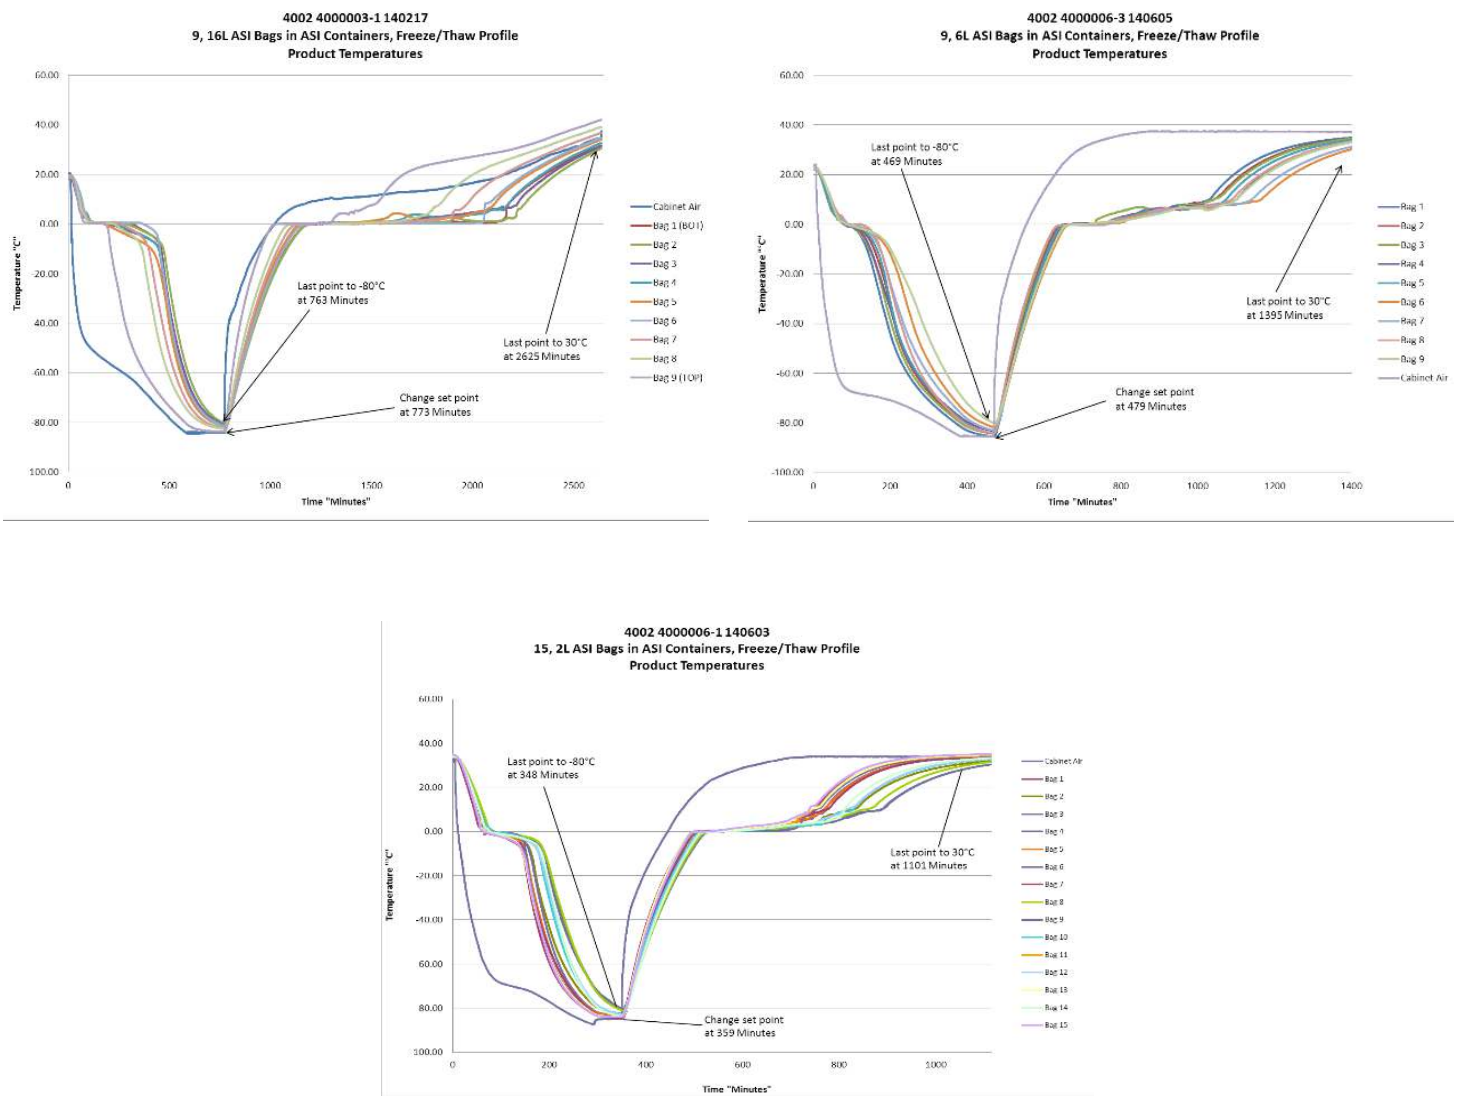 4002 4000003-1 140217
9, 16L ASI Bags in ASI Containers, Freeze/Thaw Profile
Product Temperatures
60.00
40.00
20.00
0.00
-20.00
40.00
60.00
-80.00
100.00
Temperature "°C"
0
500
1000
1500
2000
2500
Time "Minutes"
Last point to -80°C
at 763 Minutes
Last point to 30°C
at 2625 Minutes
Change set point
at 773 Minutes
Cabinet Air
Bag 1 (BOT)
Bag 2
Bag 3
Bag 4
Bag 5
Bag 6
Bag 7
Bag 8
Bag 9 (TOP)
4002 4000006-3 140605
9, 6L ASI Bags in ASI Containers, Freeze/Thaw Profile
Product Temperatures
60.00
40.00
20.00
0.00
-20.00
-40.00
-60.00
-80.00
-100.00
Temperature "°C"
0
200
400
600
800
1000
1200
1400
Time "Minutes"
Last point to -80°C
at 469 Minutes
Last point to 30°C
at 1395 Minutes
Change set point
at 479 Minutes
Bag 1
Bag 2
Bag 3
Bag 4
Bag 5
Bag 6
Bag 7
Bag 8
Bag 9
Cabinet Air
4002 4000006-1 140603
15, 2L ASI Bags in ASI Containers, Freeze/Thaw Profile
Product Temperatures
60.00
40.00
20.00
0.00
-20.00
-40.00
60.00
80.00
100.00
Temperature "°C"
0
200
400
600
800
1000
Time "Minutes"
Last point to -80°C
at 348 Minutes
Last point to 30°C
at 1101 Minutes
Change set point
at 359 Minutes
Cabinet Air
Bag 1
Bag 2
Bag 3
Bag 4
Bag 5
Bag 6
Bag 7
Bag 8
Bag 9
Bag 10
Bag 11
Bag 12
Bag 13
Bag 14
Bag 15